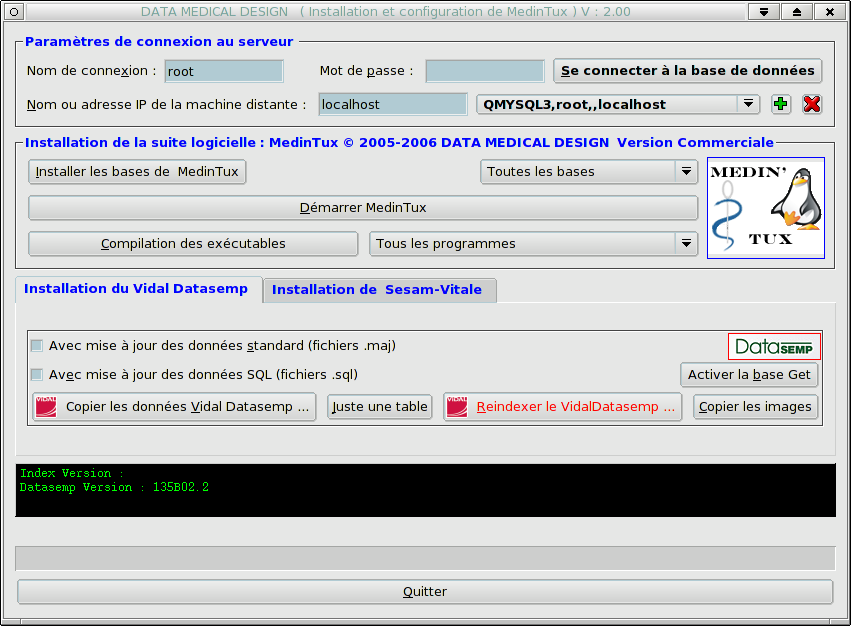 DATA MEDICAL DESIGN ( Installation et configuration de MedinTux ) V : 2.00
Paramètres de connexion au serveur
Nom de connexion : root Mot de passe : Se connecter à la base de données
Nom ou adresse IP de la machine distante : localhost QMYSQL3,root,,localhost
Installation de la suite logicielle : MedinTux © 2005-2006 DATA MEDICAL DESIGN Version Commerciale
Installer les bases de MedinTux Toutes les bases
MEDIN'
TUX
Démarrer MedinTux
Compilation des exécutables Tous les programmes
Installation du Vidal Datasemp Installation de Sesam-Vitale
Avec mise à jour des données standard (fichiers .maj) DataSEMP
Avec mise à jour des données SQL (fichiers .sql) Activer la base Get
VIDAL Copier les données Vidal Datasemp ... Juste une table VIDAL Reindexer le VidalDatasemp ... Copier les images
Index Version :
Datasemp Version : 135B02.2
Quitter